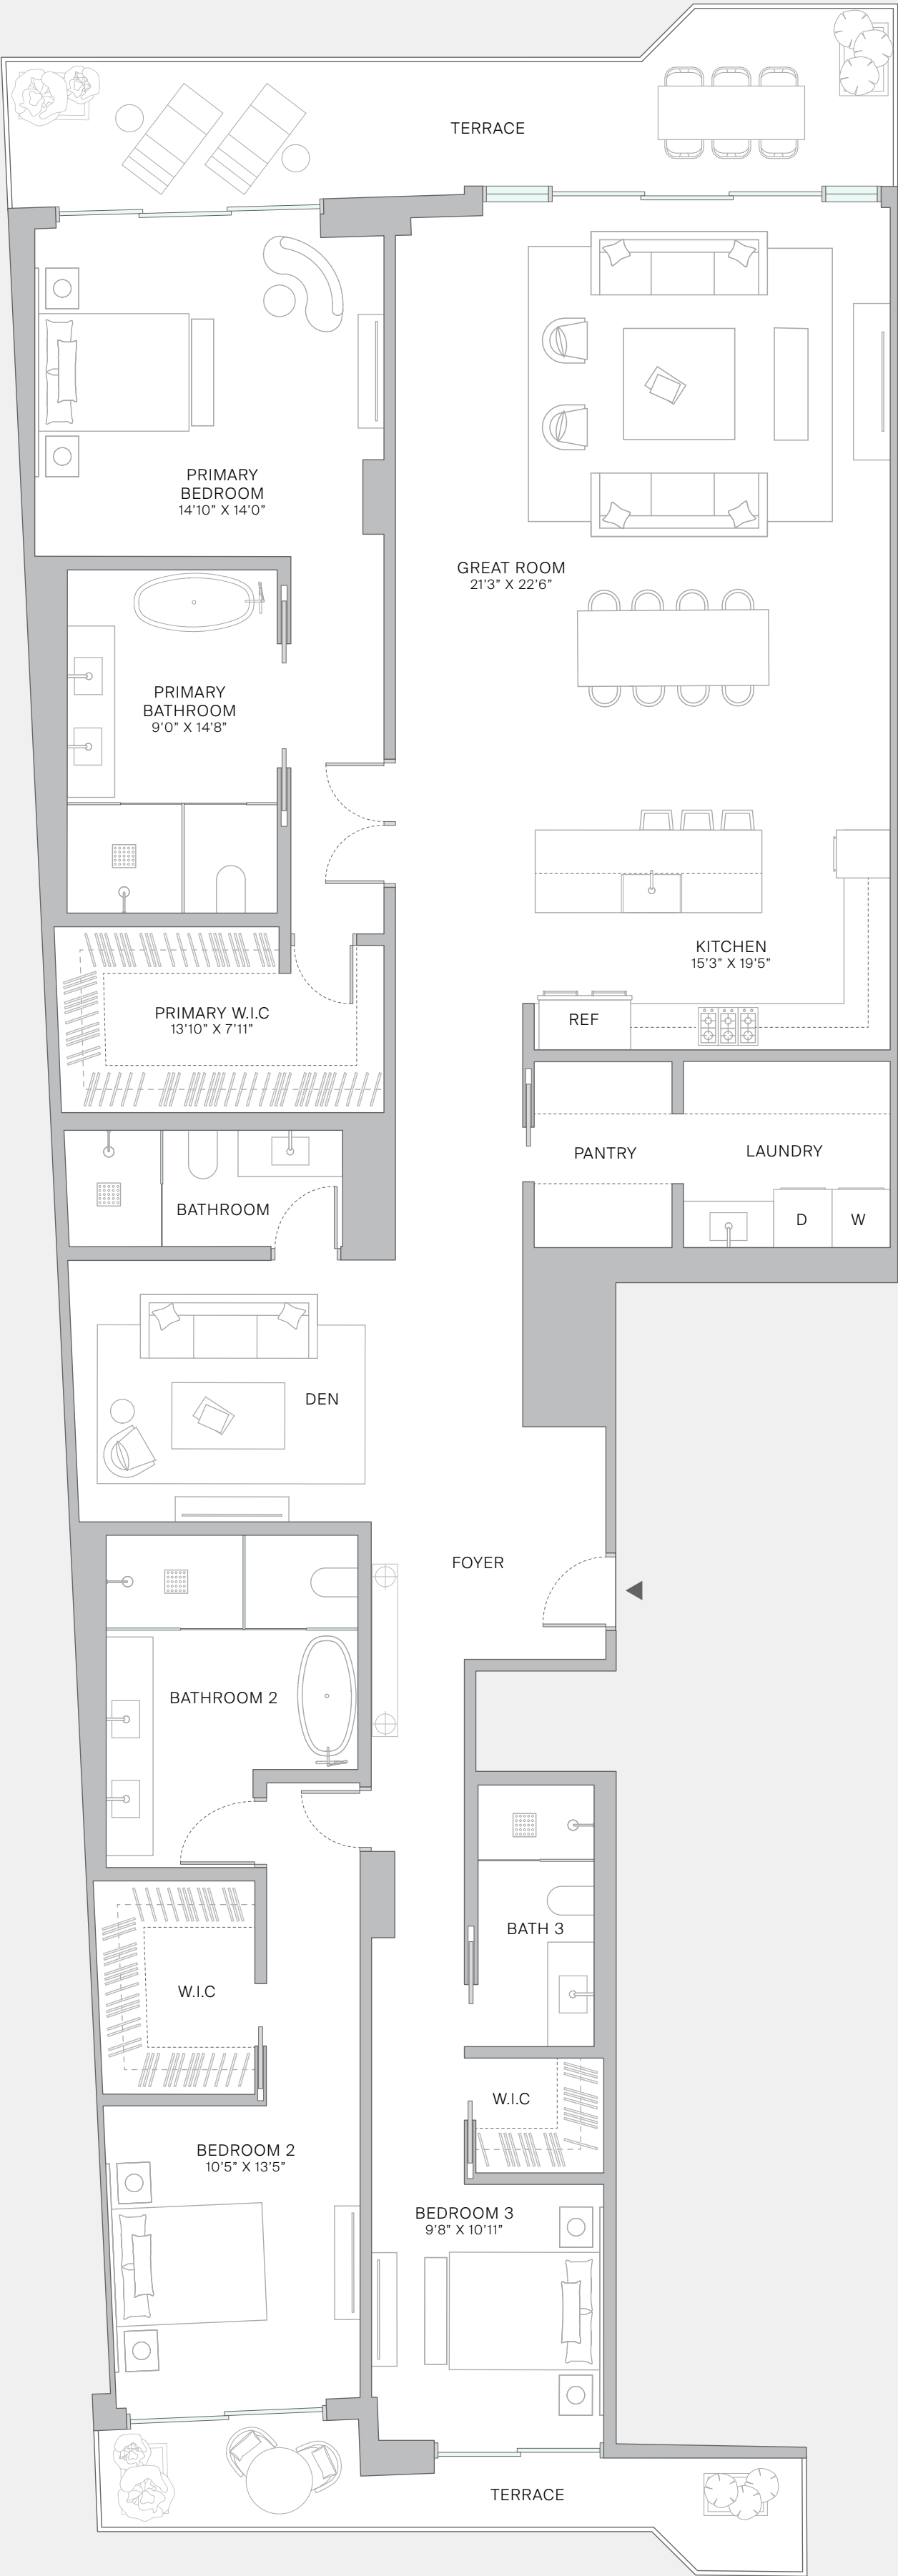 TERRACE
PRIMARY
BEDROOM
14'10" X 14'0"
GREAT ROOM
21'3" X 22'6"
PRIMARY
BATHROOM
9'0" X 14'8"
KITCHEN
15'3" X 19'5"
REF
PRIMARY W.I.C
13'10" X 7'11"
PANTRY
LAUNDRY
BATHROOM
D
W
DEN
FOYER
BATHROOM 2
BATH 3
W.I.C
W.I.C
BEDROOM 2
10'5" X 13'5"
BEDROOM 3
9'8" X 10'11"
TERRACE